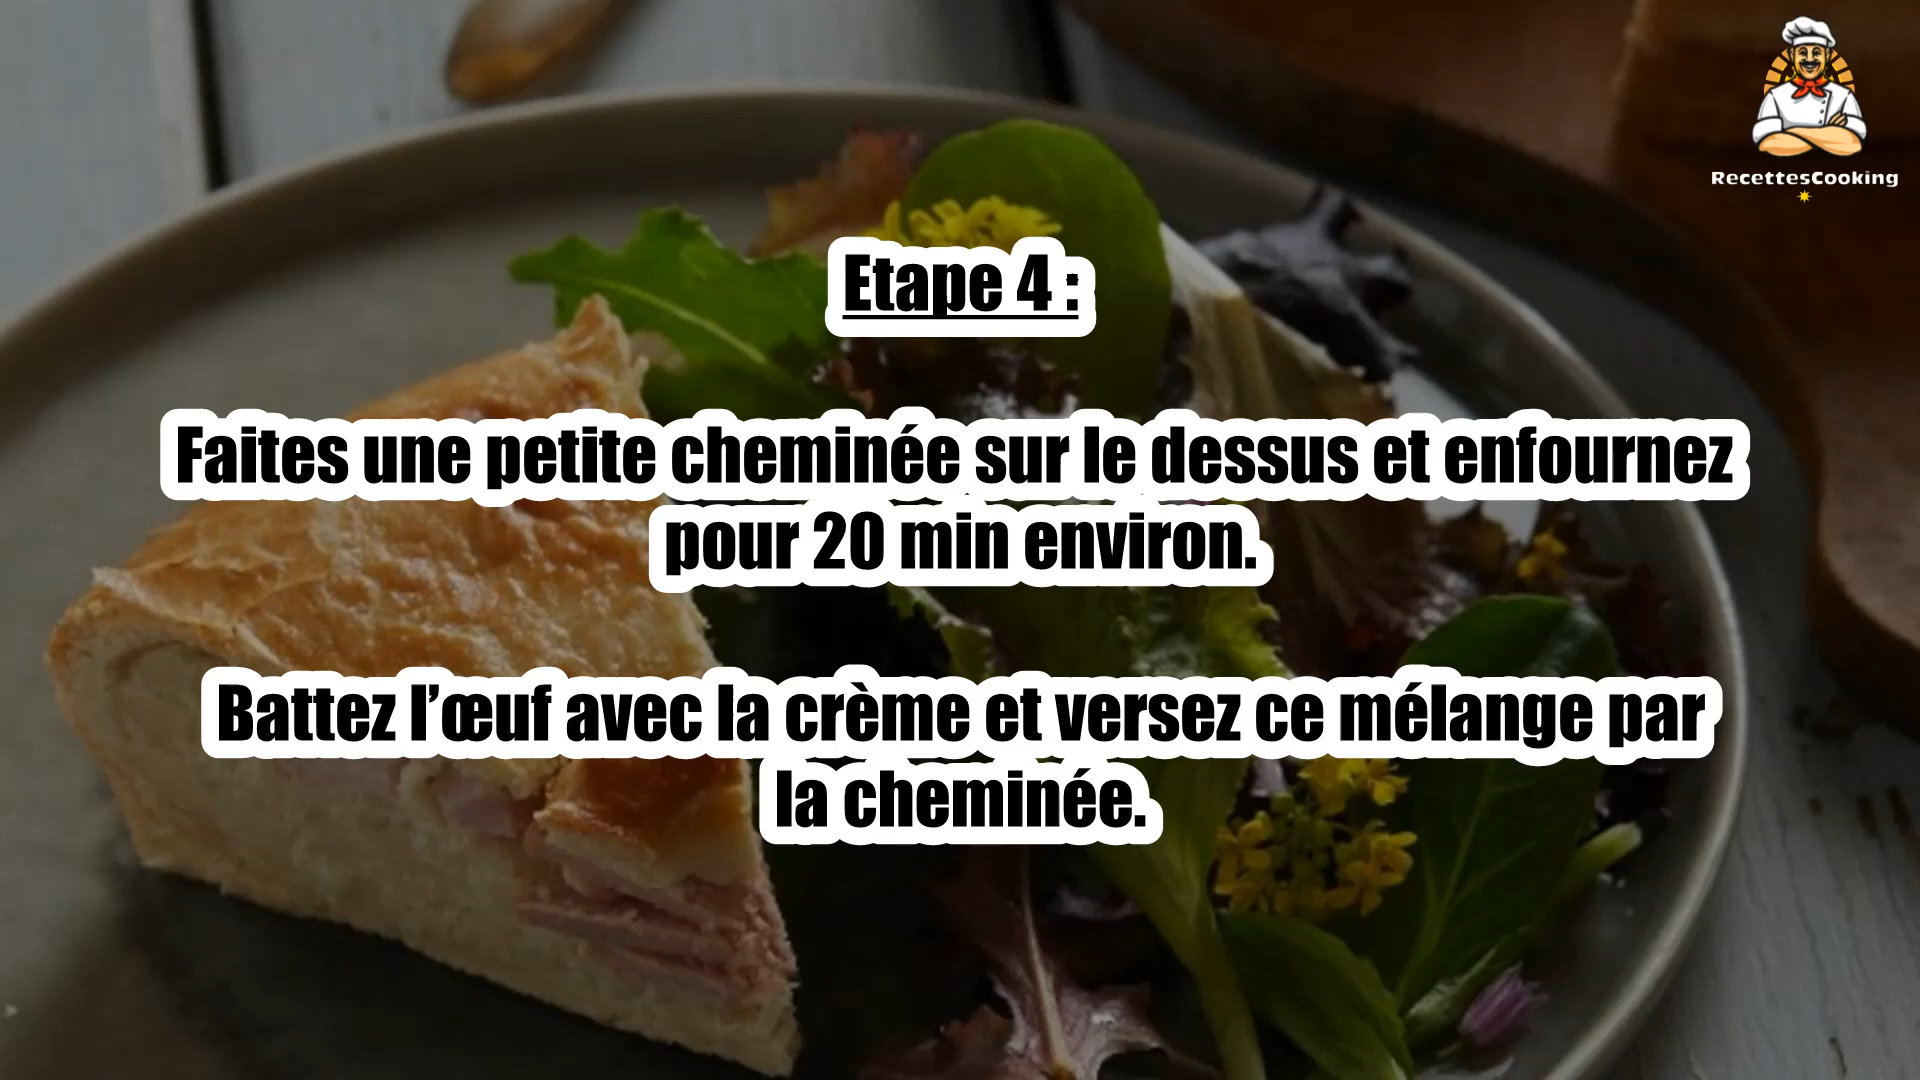 RecettesCooking
Etape 4 :
Faites une petite cheminée sur le dessus et enfournez
pour 20 min environ.
Battez l’œuf avec la crème et versez ce mélange par
la cheminée.